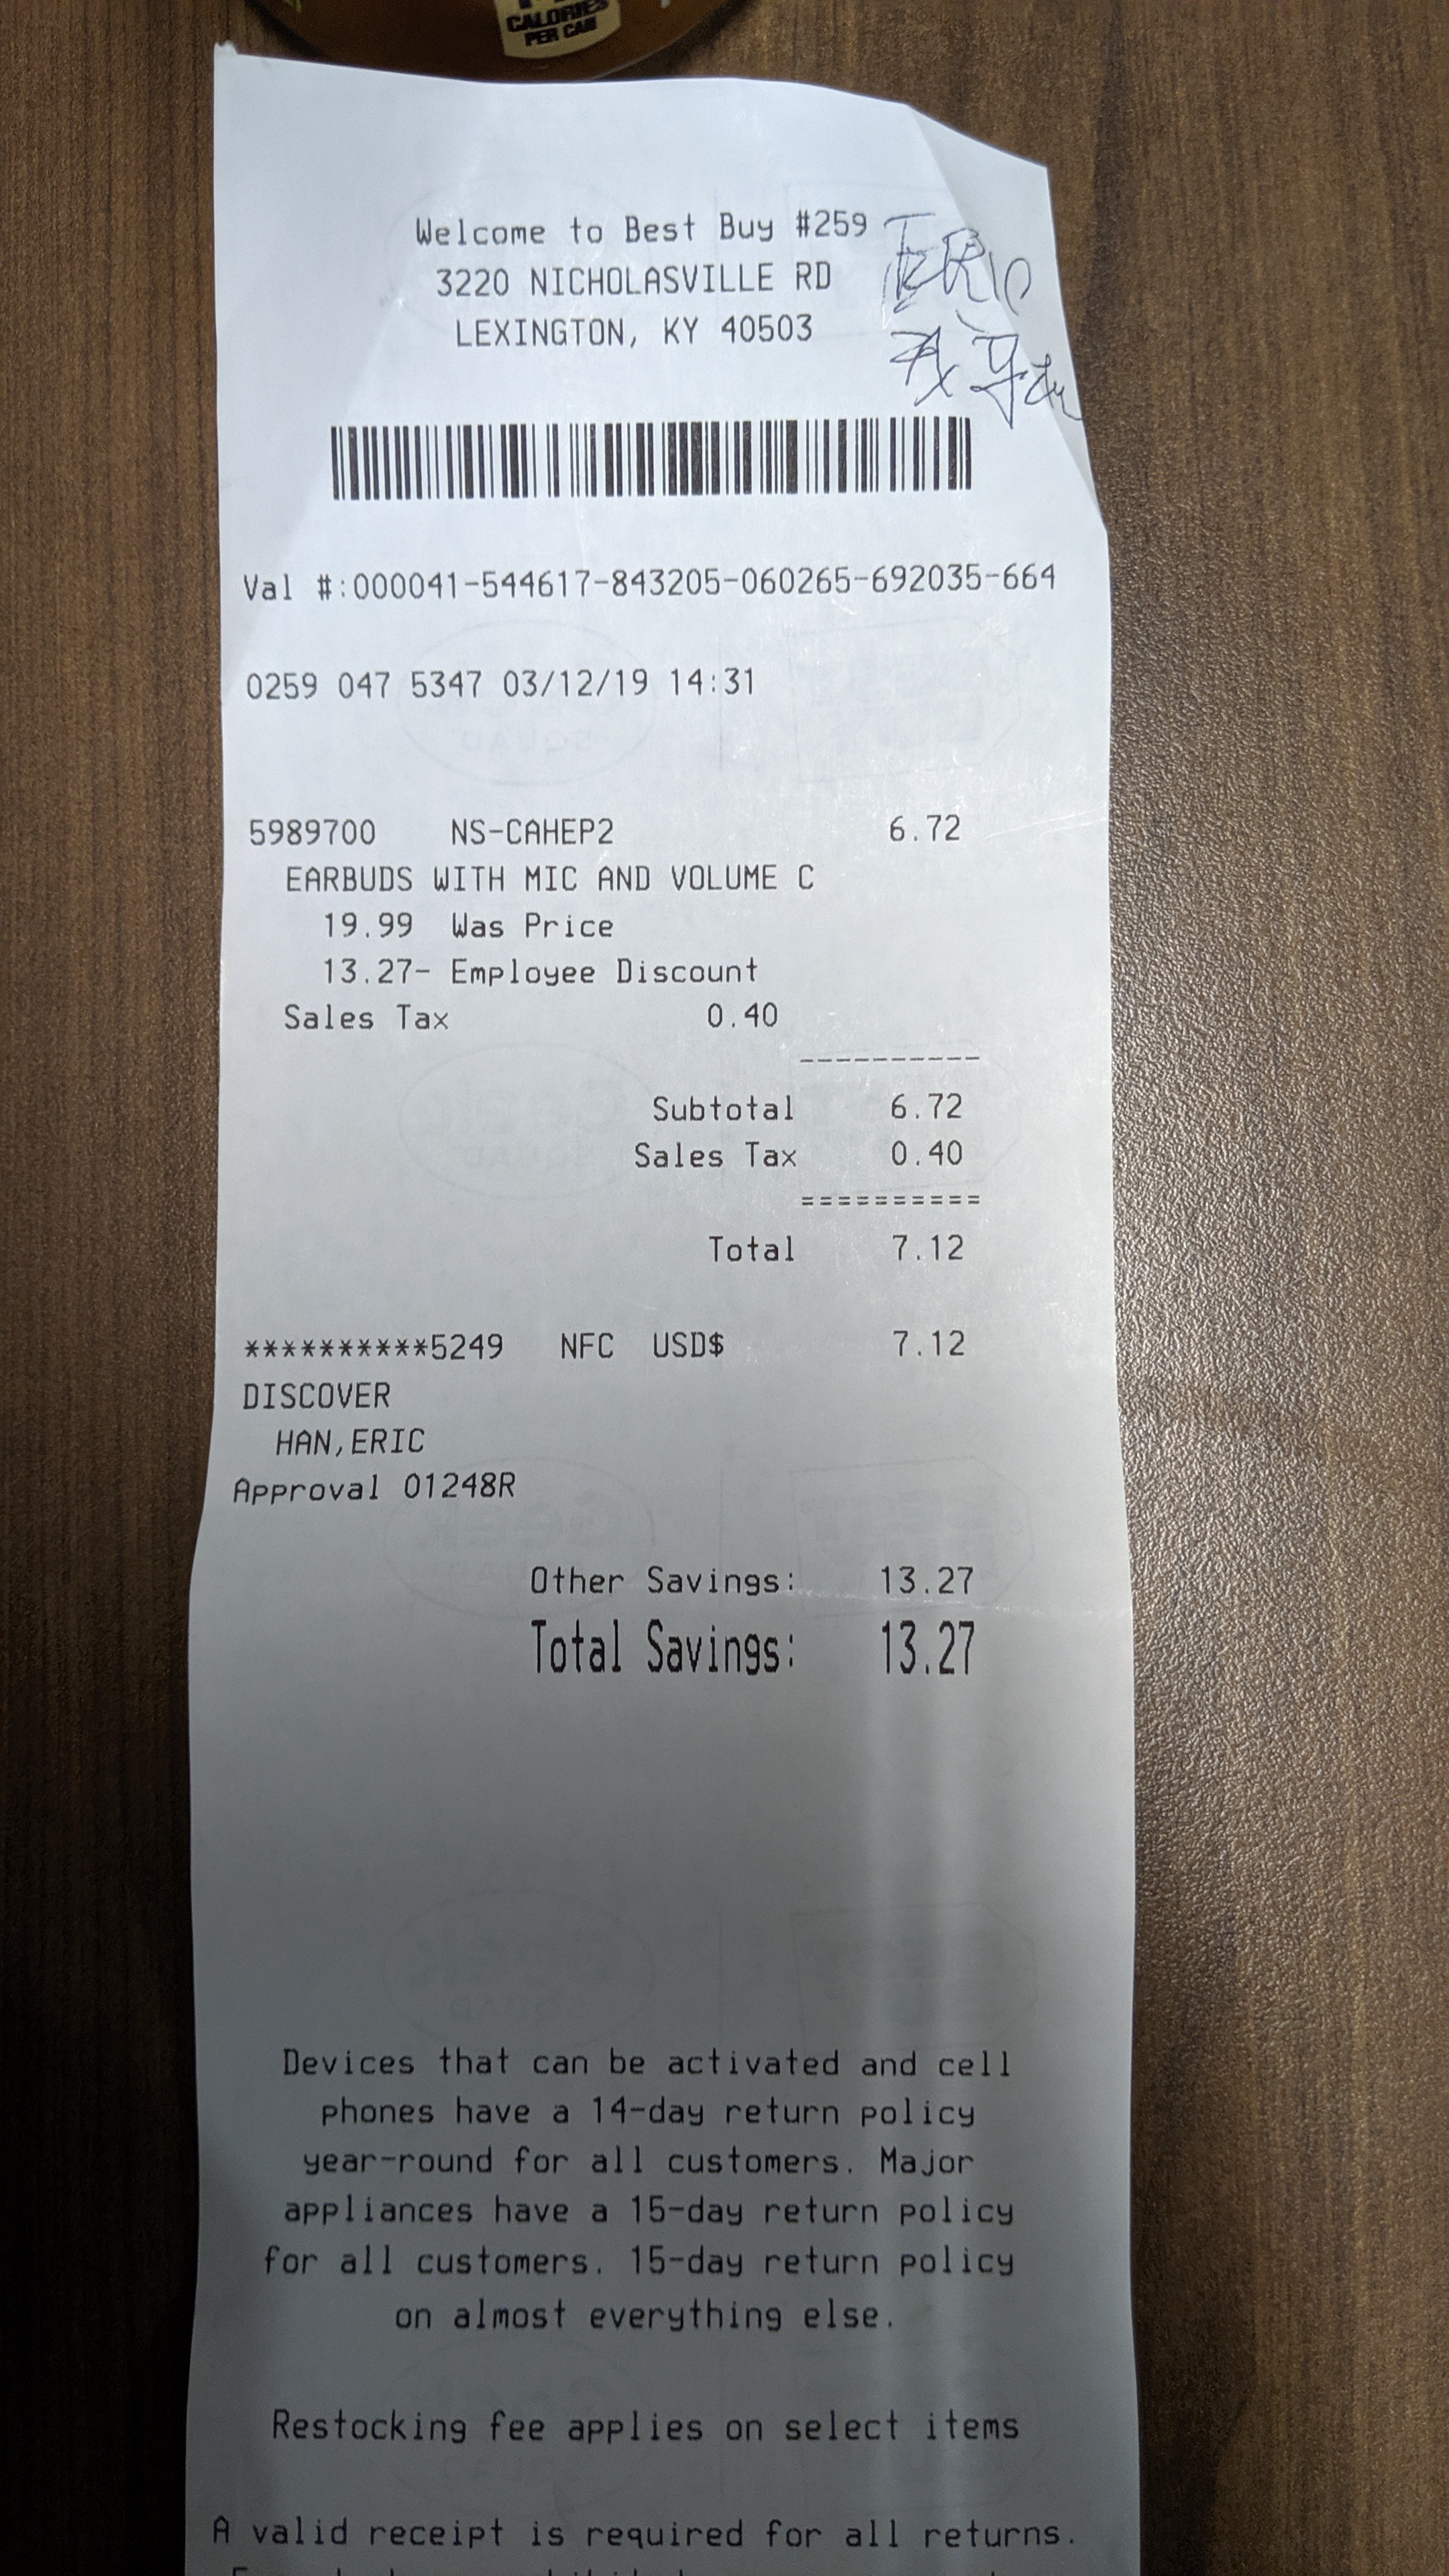 CALORIES
PER CAN
Welcome to Best Buy #259
3220 NICHOLASVILLE RD
LEXINGTON, KY 40503
Val #:000041-544617-843205-060265-692035-664
0259 047 5347 03/12/19 14:31
5989700 NS-CAHEP2 6.72
EARBUDS WITH MIC AND VOLUME C
19.99 Was Price
13.27- Employee Discount
Sales Tax 0.40
----------
Subtotal 6.72
Sales Tax 0.40
==========
Total 7.12
**********5249 NFC USD$ 7.12
DISCOVER
HAN,ERIC
Approval 01248R
Other Savings: 13.27
Total Savings: 13.27
Devices that can be activated and cell
phones have a 14-day return policy
year-round for all customers. Major
appliances have a 15-day return policy
for all customers. 15-day return policy
on almost everything else.
Restocking fee applies on select items
A valid receipt is required for all returns.